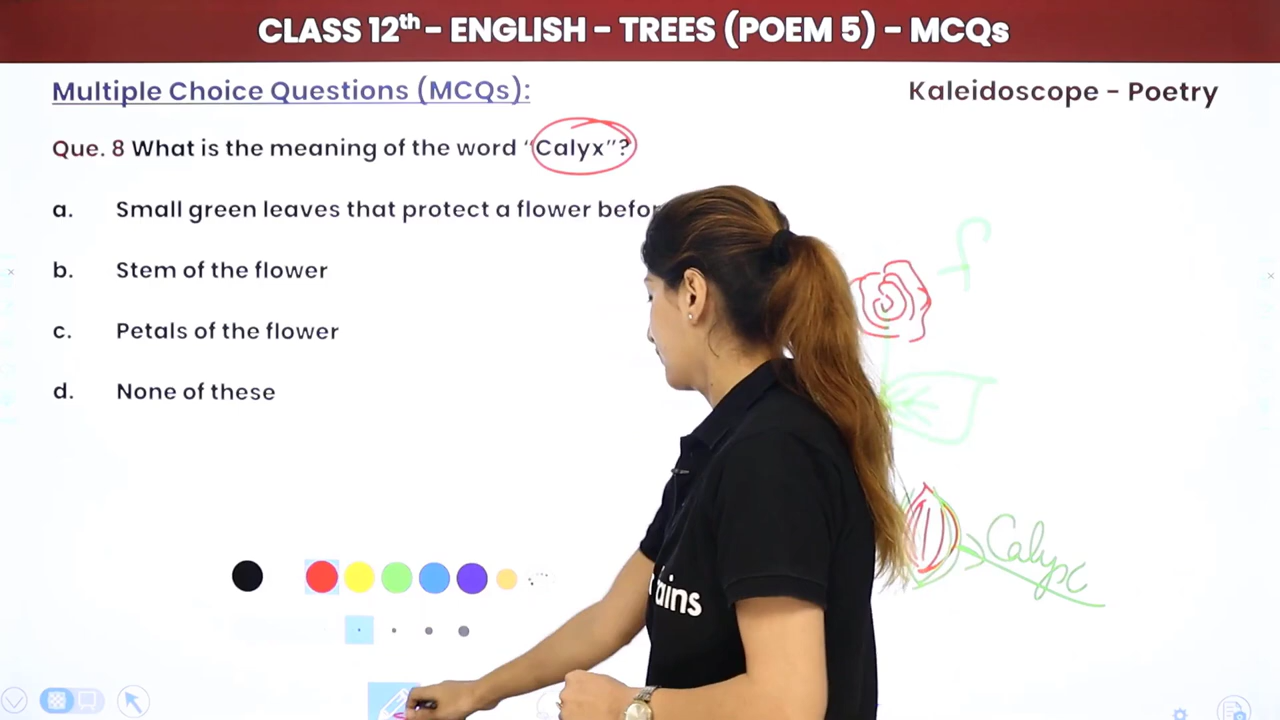 CLASS 12th - ENGLISH - TREES (POEM 5) - MCQs
Multiple Choice Questions (MCQs):
Kaleidoscope - Poetry
Que. 8 What is the meaning of the word "Calyx"?
a. Small green leaves that protect a flower
b. Stem of the flower
c. Petals of the flower
d. None of these
f
Calyx
ains